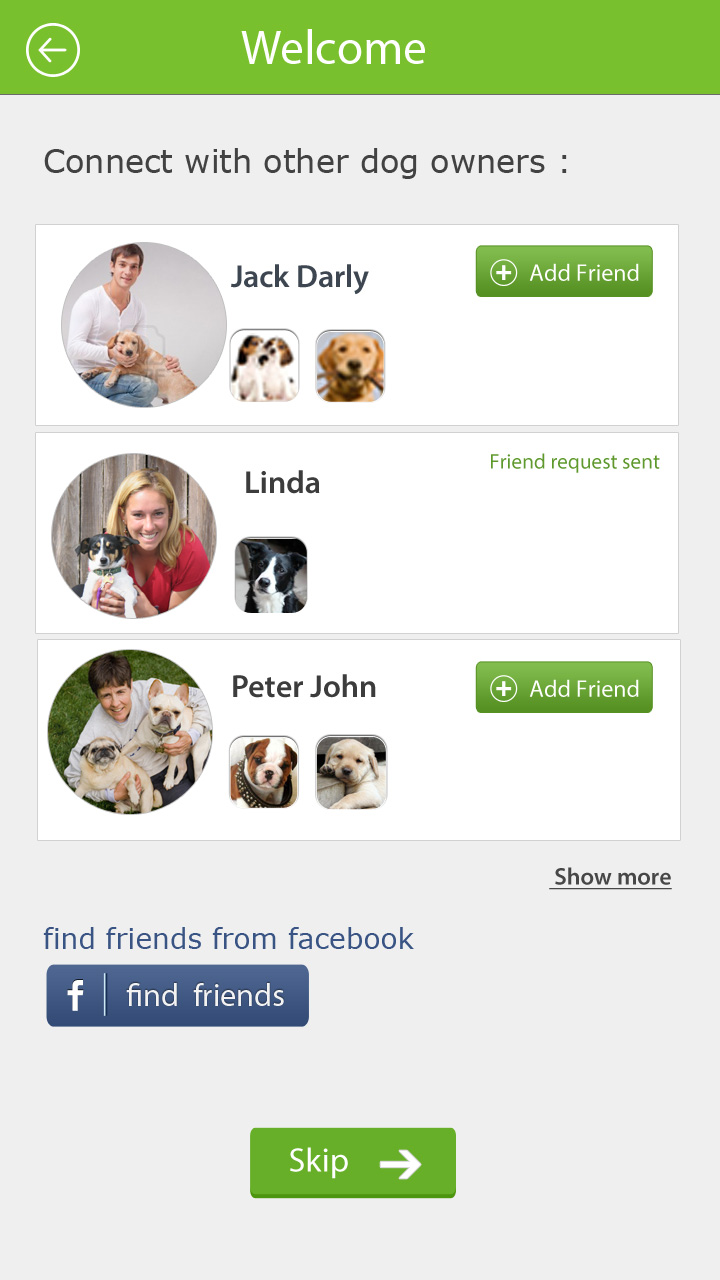 Welcome
Connect with other dog owners :
Jack Darly
Add Friend
Linda
Friend request sent
Peter John
Add Friend
Show more
find friends from facebook
f find friends
Skip